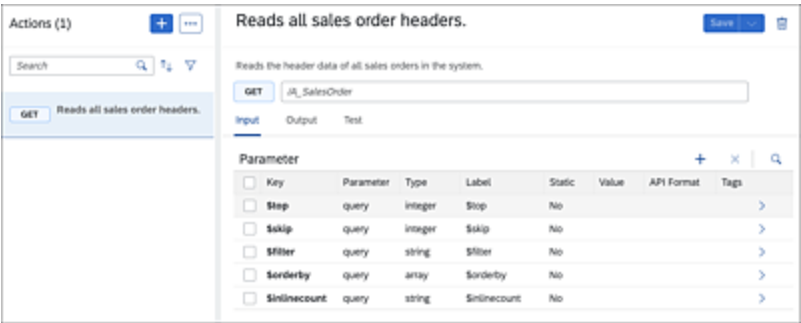 Actions (1)
Search
GET Reads all sales order headers.
Reads all sales order headers.
Save
Reads the header data of all sales orders in the system.
GET /A_SalesOrder
Input Output Test
Parameter
Key Parameter Type Label Static Value API Format Tags
$top query integer $top No
$skip query integer $skip No
$filter query string $filter No
$orderby query array $orderby No
$inlinecount query string $inlinecount No